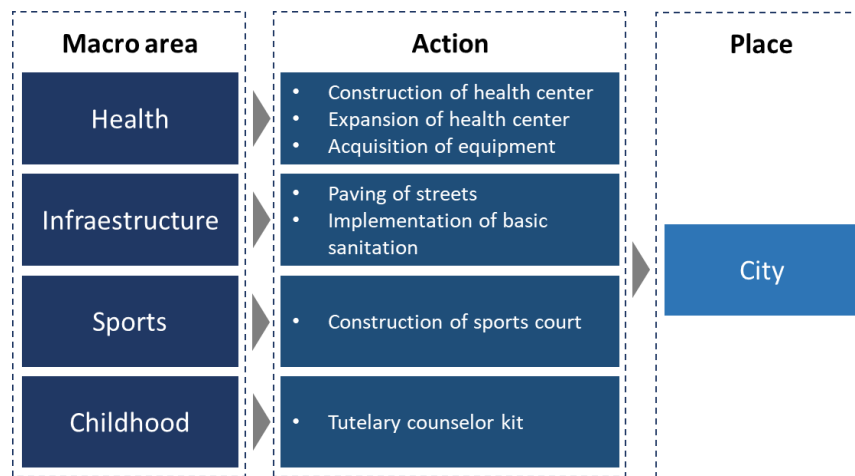 Macro area
Action
Place
Health
• Construction of health center
• Expansion of health center
• Acquisition of equipment
Infraestructure
• Paving of streets
• Implementation of basic
sanitation
City
Sports
• Construction of sports court
Childhood
• Tutelary counselor kit